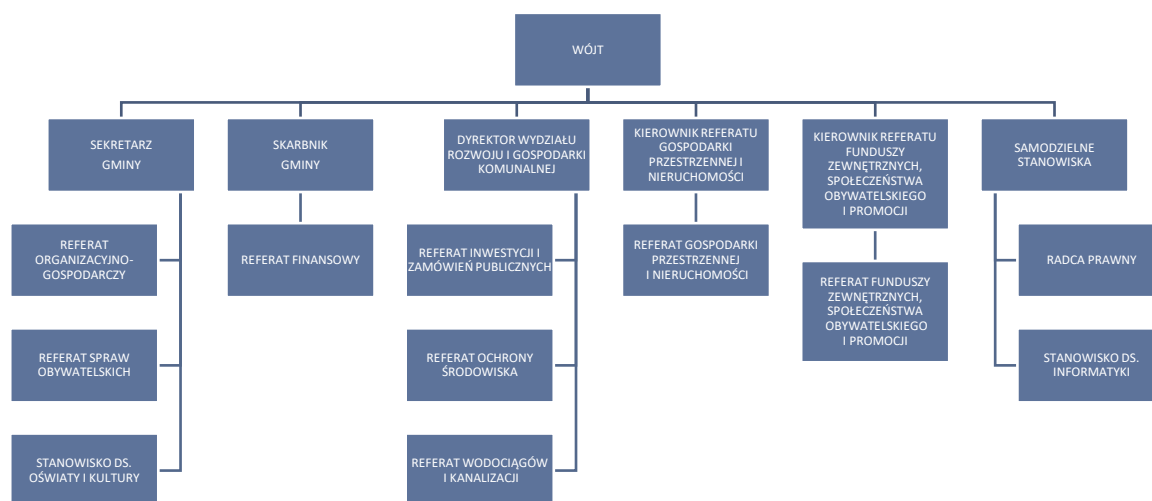 WÓJT
SEKRETARZ
GMINY
SKARBNIK
GMINY
DYREKTOR WYDZIAŁU
ROZWOJU I GOSPODARKI
KOMUNALNEJ
KIEROWNIK REFERATU
GOSPODARKI
PRZESTRZENNEJ I
NIERUCHOMOŚCI
KIEROWNIK REFERATU
FUNDUSZY
ZEWNĘTRZNYCH,
SPOŁECZEŃSTWA
OBYWATELSKIEGO
I PROMOCJI
SAMODZIELNE
STANOWISKA
REFERAT
ORGANIZACYJNO-
GOSPODARCZY
REFERAT FINANSOWY
REFERAT INWESTYCJI I
ZAMÓWIEŃ PUBLICZNYCH
REFERAT GOSPODARKI
PRZESTRZENNEJ
I NIERUCHOMOŚCI
REFERAT FUNDUSZY
ZEWNĘTRZNYCH,
SPOŁECZEŃSTWA
OBYWATELSKIEGO
I PROMOCJI
RADCA PRAWNY
REFERAT SPRAW
OBYWATELSKICH
REFERAT OCHRONY
ŚRODOWISKA
STANOWISKO DS.
INFORMATYKI
STANOWISKO DS.
OŚWIATY I KULTURY
REFERAT WODOCIĄGÓW
I KANALIZACJI